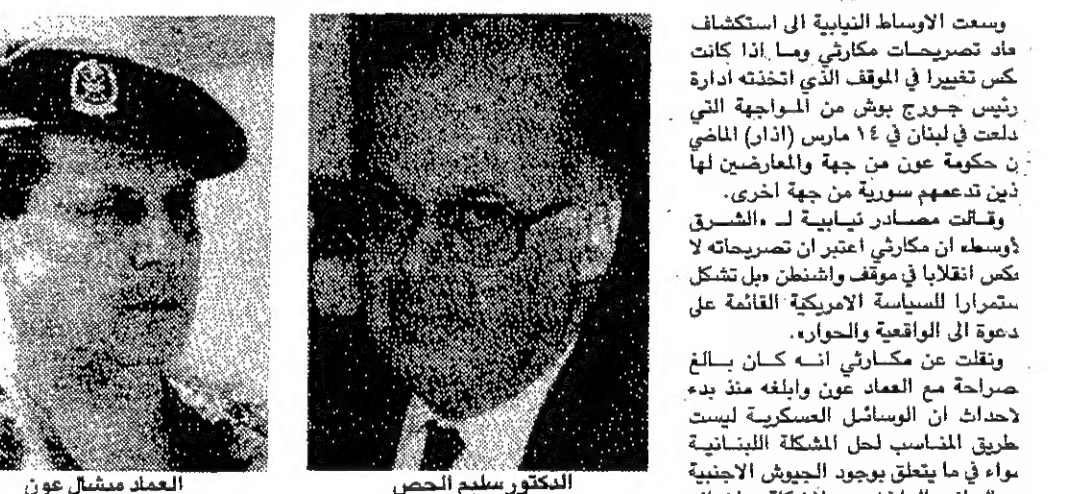 وسعت الاوساط النيابية الى استكشاف
عاد تصريحات مكارثي وما اذا كانت
كس تغييرا في الموقف الذي اتخذته ادارة
رئيس جورج بوش من المواجهة التي
دلعت في لبنان في ١٤ مارس (اذار) الماضي
ن حكومة عون من جهة والمعارضين لها
ذين تدعمهم سورية من جهة اخرى.
وقالت مصادر نيابية لـ «الشرق
لأوسط» ان مكارثي اعتبر ان تصريحاته لا
عكس انقلابا في موقف واشنطن «بل تشكل
ستمرارا للسياسة الامريكية القائمة على
دعوة الى الواقعية والحوار».
ونقلت عن مكارثي انه كان بالغ
صراحة مع العماد عون وابلغه منذ بدء
لاحداث ان الوسائل العسكرية ليست
طريق المناسب لحل المشكلة اللبنانية
سواء في ما يتعلق بوجود الجيوش الاجنبية
الدكتور سليم الحص
العماد ميشال عون